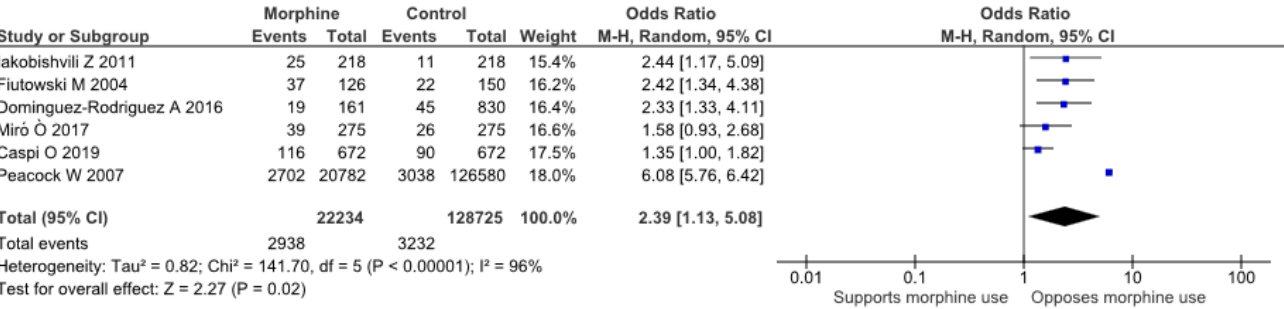 Morphine Control Odds Ratio Odds Ratio
Study or Subgroup Events Total Events Total Weight M-H, Random, 95% CI M-H, Random, 95% CI
Iakobishvili Z 2011 25 218 11 218 15.4% 2.44 [1.17, 5.09]
Fiutowski M 2004 37 126 22 150 16.2% 2.42 [1.34, 4.38]
Dominguez-Rodriguez A 2016 19 161 45 830 16.4% 2.33 [1.33, 4.11]
Miró Ò 2017 39 275 26 275 16.6% 1.58 [0.93, 2.68]
Caspi O 2019 116 672 90 672 17.5% 1.35 [1.00, 1.82]
Peacock W 2007 2702 20782 3038 126580 18.0% 6.08 [5.76, 6.42]
Total (95% CI) 22234 128725 100.0% 2.39 [1.13, 5.08]
Total events 2938 3232
Heterogeneity: Tau² = 0.82; Chi² = 141.70, df = 5 (P < 0.00001); I² = 96%
Test for overall effect: Z = 2.27 (P = 0.02)
0.01 0.1 1 10 100
Supports morphine use Opposes morphine use